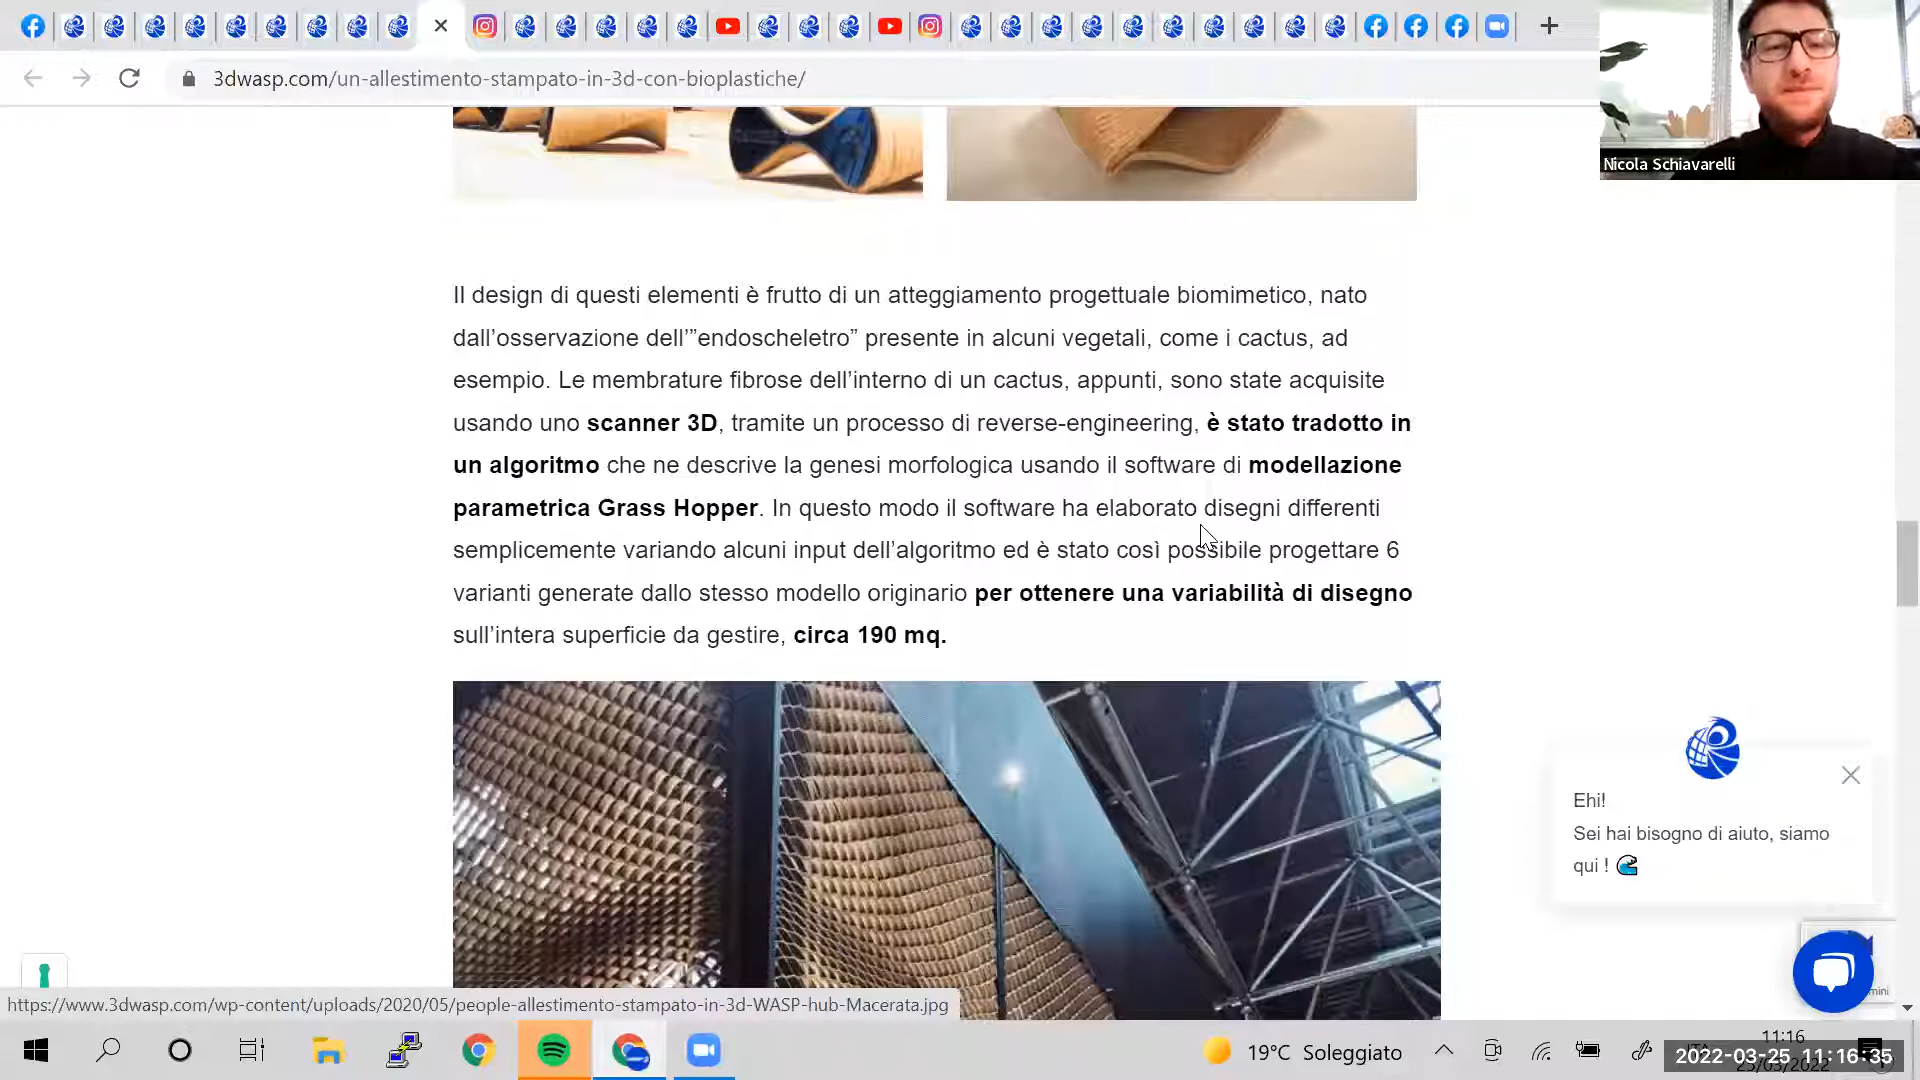 3dwasp.com/un-allestimento-stampato-in-3d-con-bioplastiche/
Nicola Schiavarelli
Il design di questi elementi è frutto di un atteggiamento progettuale biomimetico, nato
dall’osservazione dell’”endoscheletro” presente in alcuni vegetali, come i cactus, ad
esempio. Le membrature fibrose dell’interno di un cactus, appunti, sono state acquisite
usando uno scanner 3D, tramite un processo di reverse-engineering, è stato tradotto in
un algoritmo che ne descrive la genesi morfologica usando il software di modellazione
parametrica Grass Hopper. In questo modo il software ha elaborato disegni differenti
semplicemente variando alcuni input dell’algoritmo ed è stato così possibile progettare 6
varianti generate dallo stesso modello originario per ottenere una variabilità di disegno
sull’intera superficie da gestire, circa 190 mq.
Ehi!
Sei hai bisogno di aiuto, siamo
qui !
https://www.3dwasp.com/wp-content/uploads/2020/05/people-allestimento-stampato-in-3d-WASP-hub-Macerata.jpg
19°C Soleggiato
11:16
2022-03-25 11:16:35